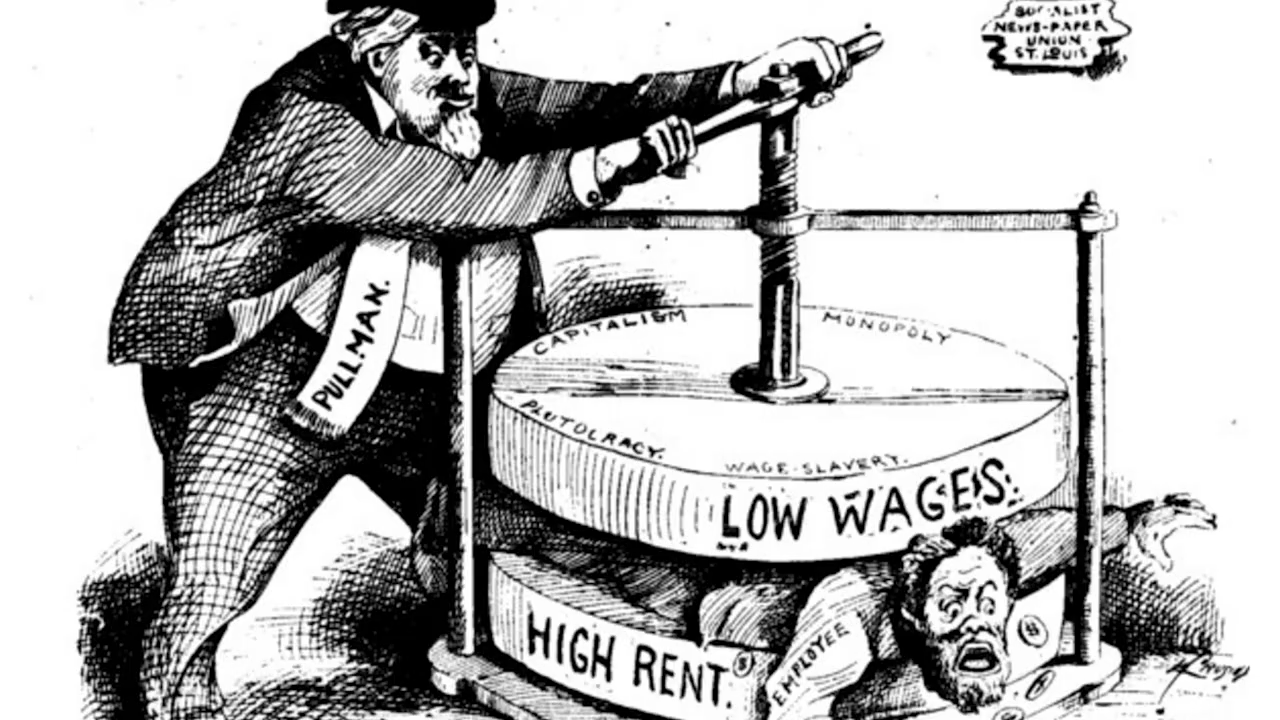 SOCIALIST
NEWS-PAPER
UNION
ST. LOUIS
PULLMAN.
CAPITALISM
MONOPOLY
PLUTOCRACY.
WAGE-SLAVERY.
LOW WAGES.
HIGH RENT.
$
EMPLOYEE